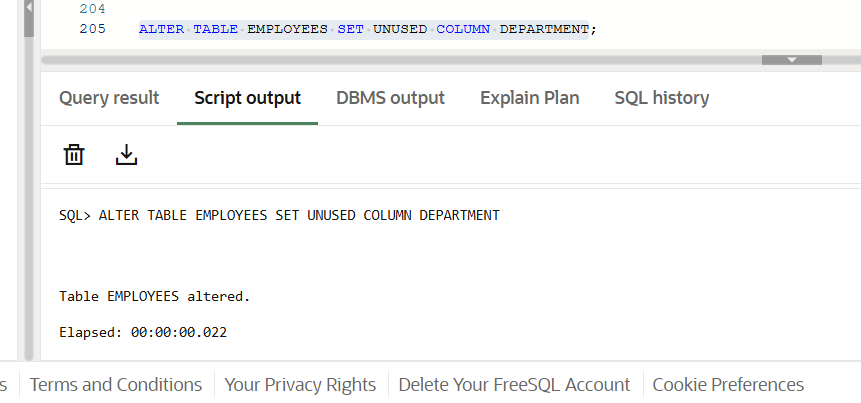 204
205 ALTER TABLE EMPLOYEES SET UNUSED COLUMN DEPARTMENT;
Query result Script output DBMS output Explain Plan SQL history
SQL> ALTER TABLE EMPLOYEES SET UNUSED COLUMN DEPARTMENT
Table EMPLOYEES altered.
Elapsed: 00:00:00.022
s Terms and Conditions Your Privacy Rights Delete Your FreeSQL Account Cookie Preferences